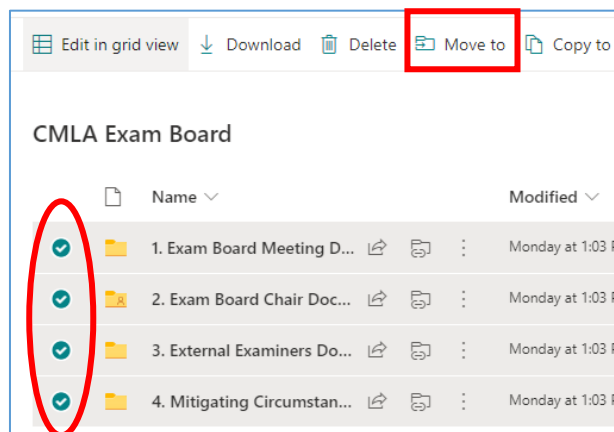 Edit in grid view Download Delete Move to Copy to
CMLA Exam Board
Name Modified
1. Exam Board Meeting D... Monday at 1:03 P
2. Exam Board Chair Doc... Monday at 1:03 P
3. External Examiners Do... Monday at 1:03 P
4. Mitigating Circumstan... Monday at 1:03 P